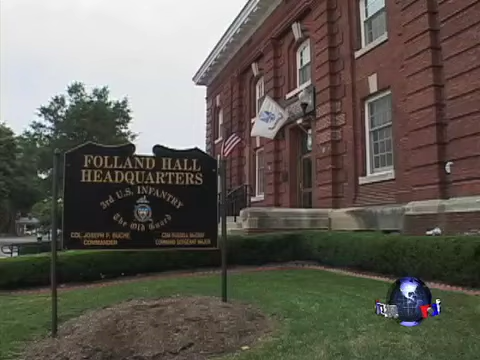 FOLLAND HALL
HEADQUARTERS
3rd U.S. INFANTRY
The Old Guard
COL JOSEPH P. BUCHE
COMMANDER
COMMAND SERGEANT MAJOR